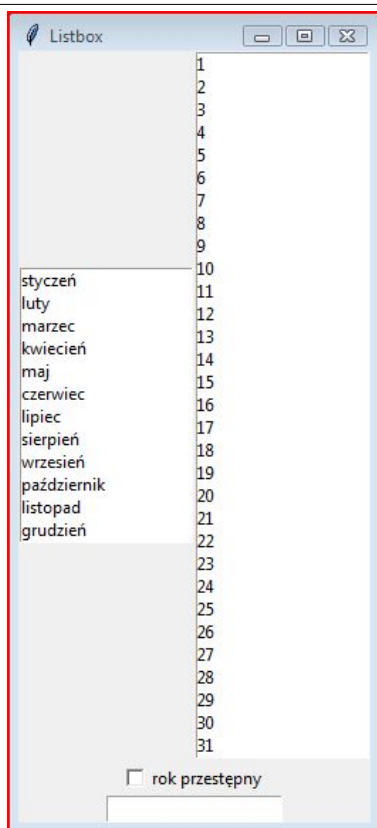 Listbox
styczeń
luty
marzec
kwiecień
maj
czerwiec
lipiec
sierpień
wrzesień
październik
listopad
grudzień
1
2
3
4
5
6
7
8
9
10
11
12
13
14
15
16
17
18
19
20
21
22
23
24
25
26
27
28
29
30
31
rok przestępny